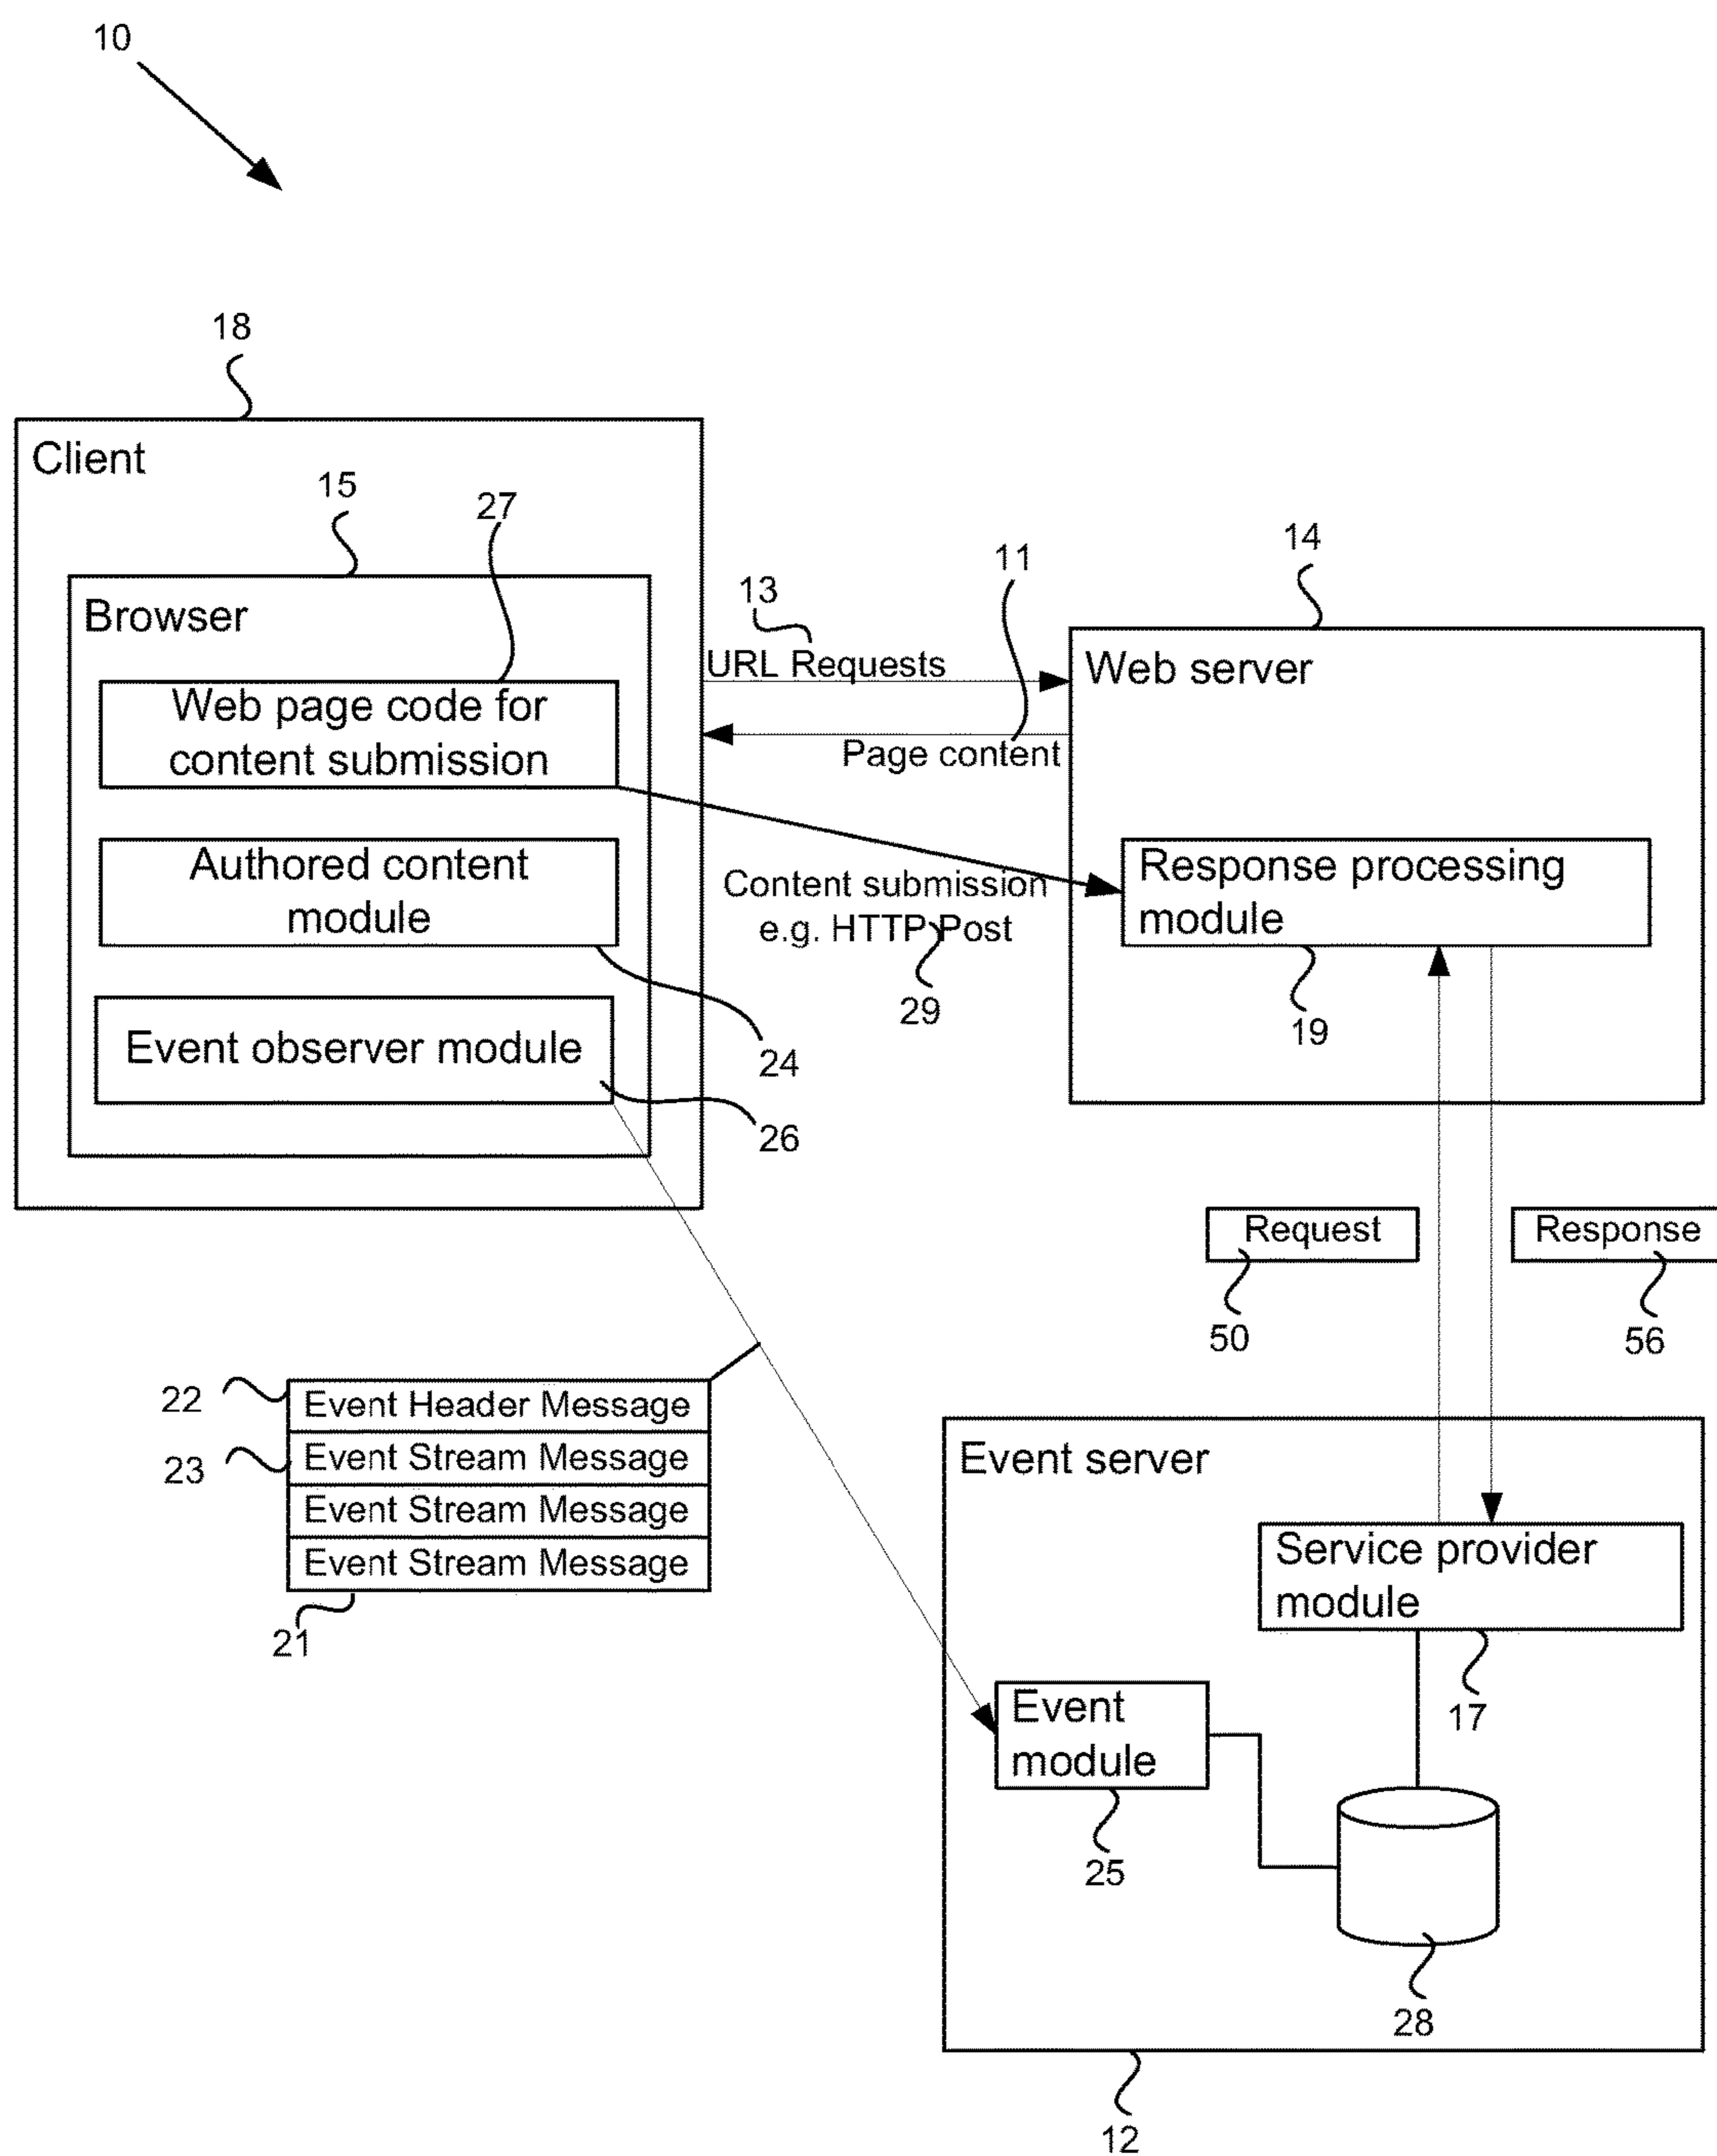 10
18
Client
15
27
Browser
Web page code for
content submission
Authored content
module
Event observer module
24
26
13
URL Requests
11
Page content
14
Web server
Content submission
e.g. HTTP Post
29
Response processing
module
19
Request
50
Response
56
22
Event Header Message
23
Event Stream Message
Event Stream Message
Event Stream Message
21
Event server
Service provider
module
17
Event
module
25
28
12